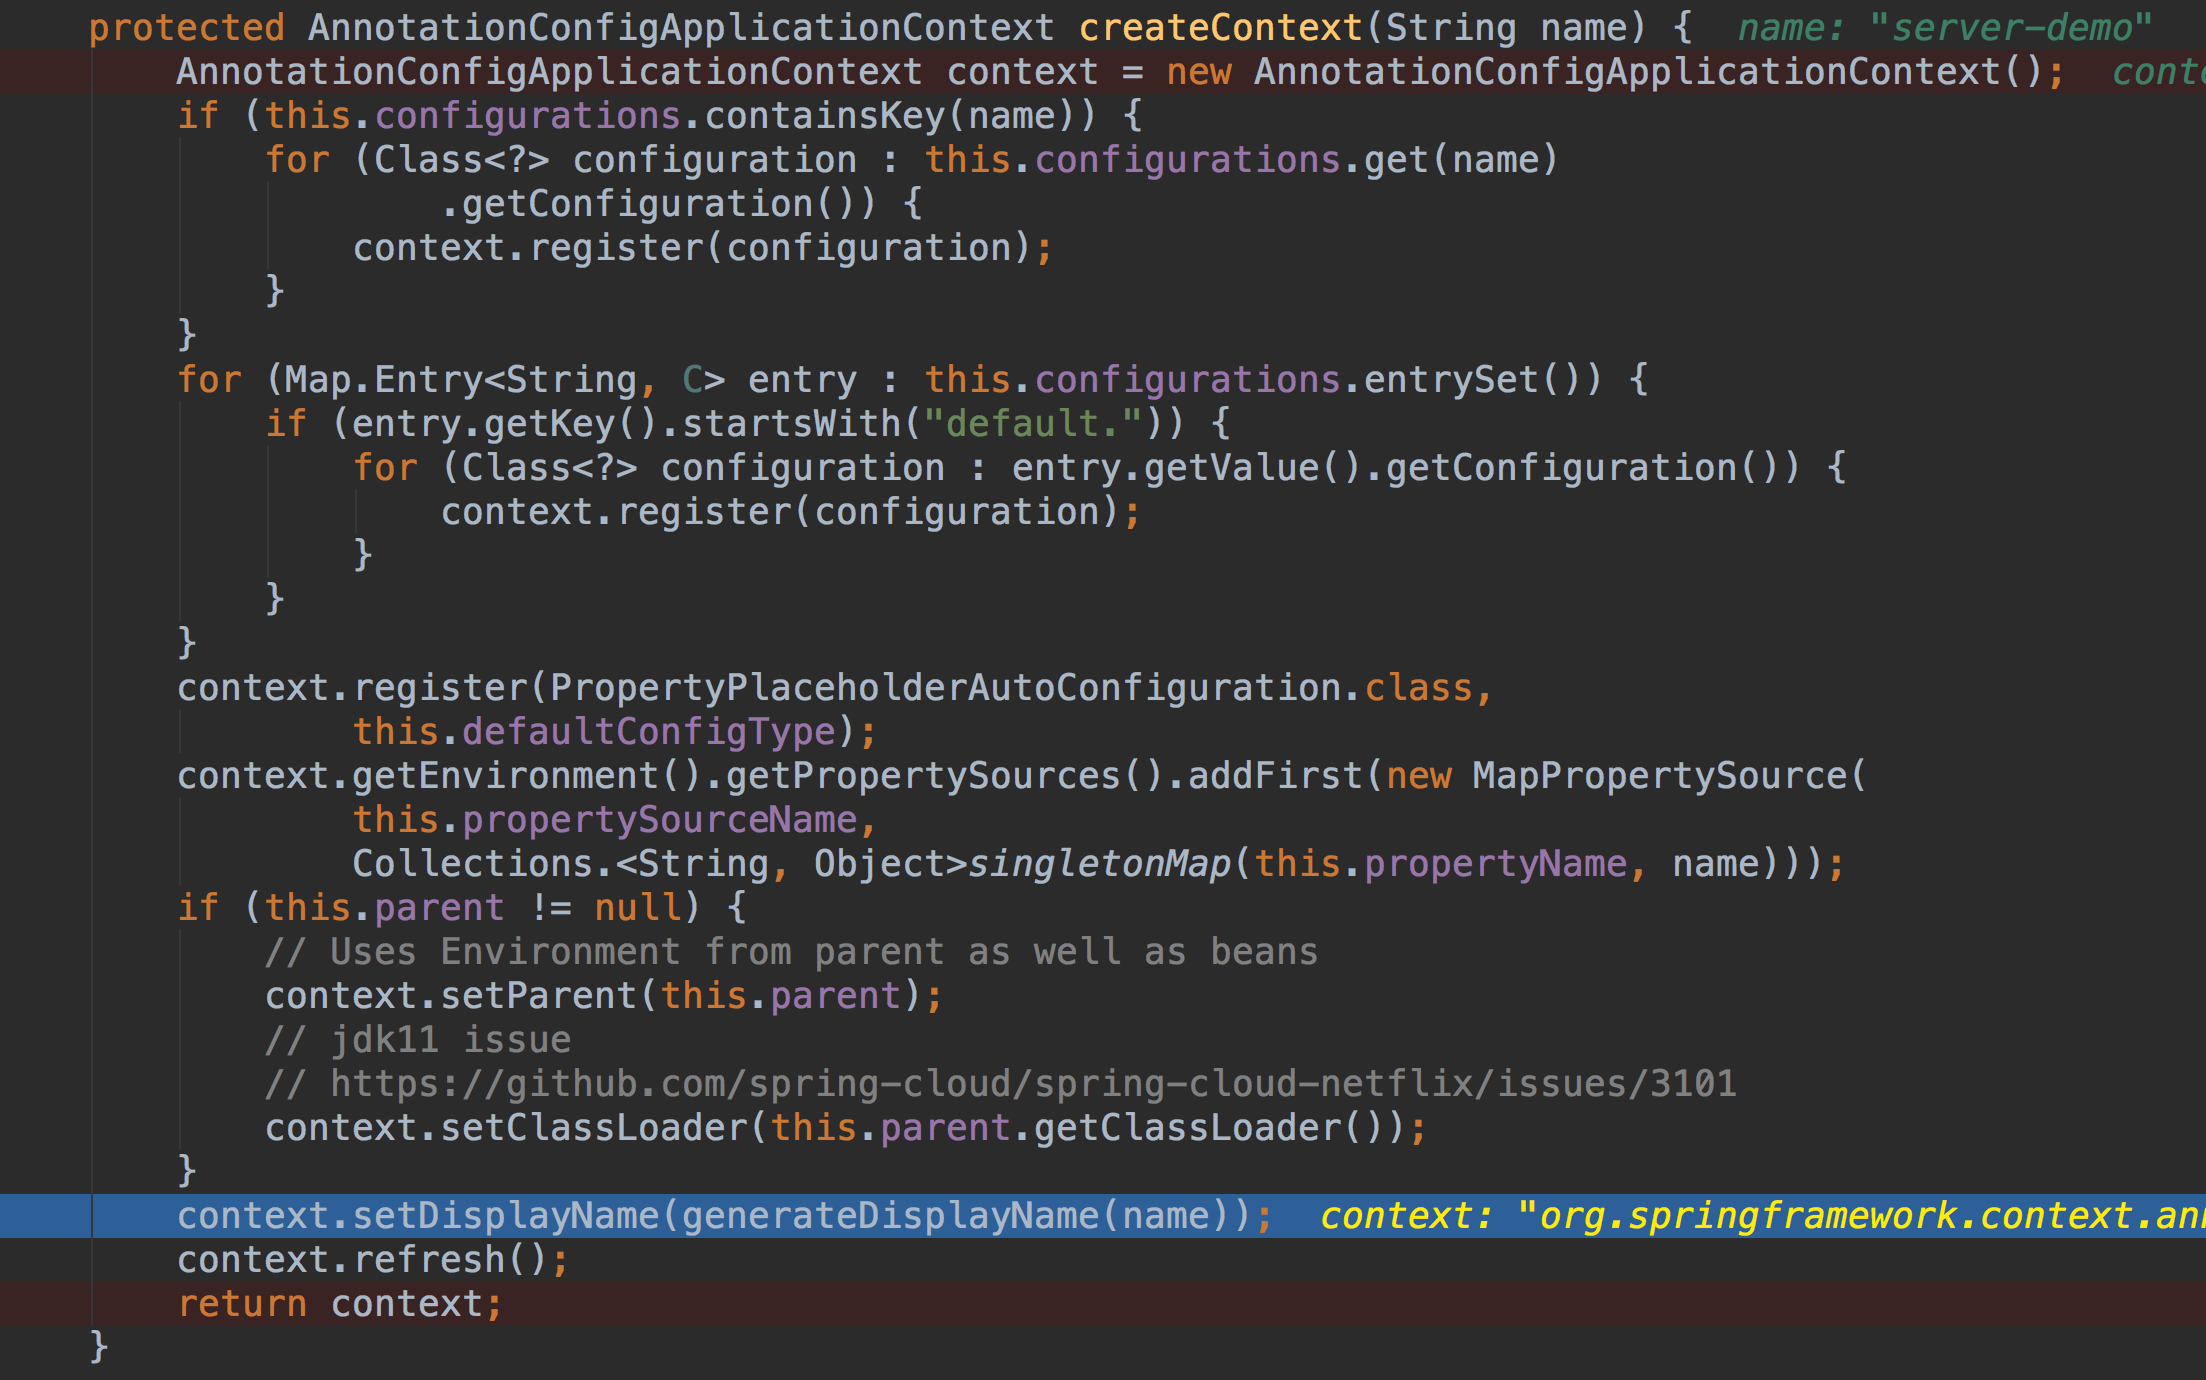 protected AnnotationConfigApplicationContext createContext(String name) {  name: "server-demo"
    AnnotationConfigApplicationContext context = new AnnotationConfigApplicationContext();
    if (this.configurations.containsKey(name)) {
        for (Class<?> configuration : this.configurations.get(name)
                .getConfiguration()) {
            context.register(configuration);
        }
    }
    for (Map.Entry<String, C> entry : this.configurations.entrySet()) {
        if (entry.getKey().startsWith("default.")) {
            for (Class<?> configuration : entry.getValue().getConfiguration()) {
                context.register(configuration);
            }
        }
    }
    context.register(PropertyPlaceholderAutoConfiguration.class,
            this.defaultConfigType);
    context.getEnvironment().getPropertySources().addFirst(new MapPropertySource(
            this.propertySourceName,
            Collections.<String, Object>singletonMap(this.propertyName, name)));
    if (this.parent != null) {
        // Uses Environment from parent as well as beans
        context.setParent(this.parent);
        // jdk11 issue
        // https://github.com/spring-cloud/spring-cloud-netflix/issues/3101
        context.setClassLoader(this.parent.getClassLoader());
    }
    context.setDisplayName(generateDisplayName(name));  context: "org.springframework.context.ann
    context.refresh();
    return context;
}